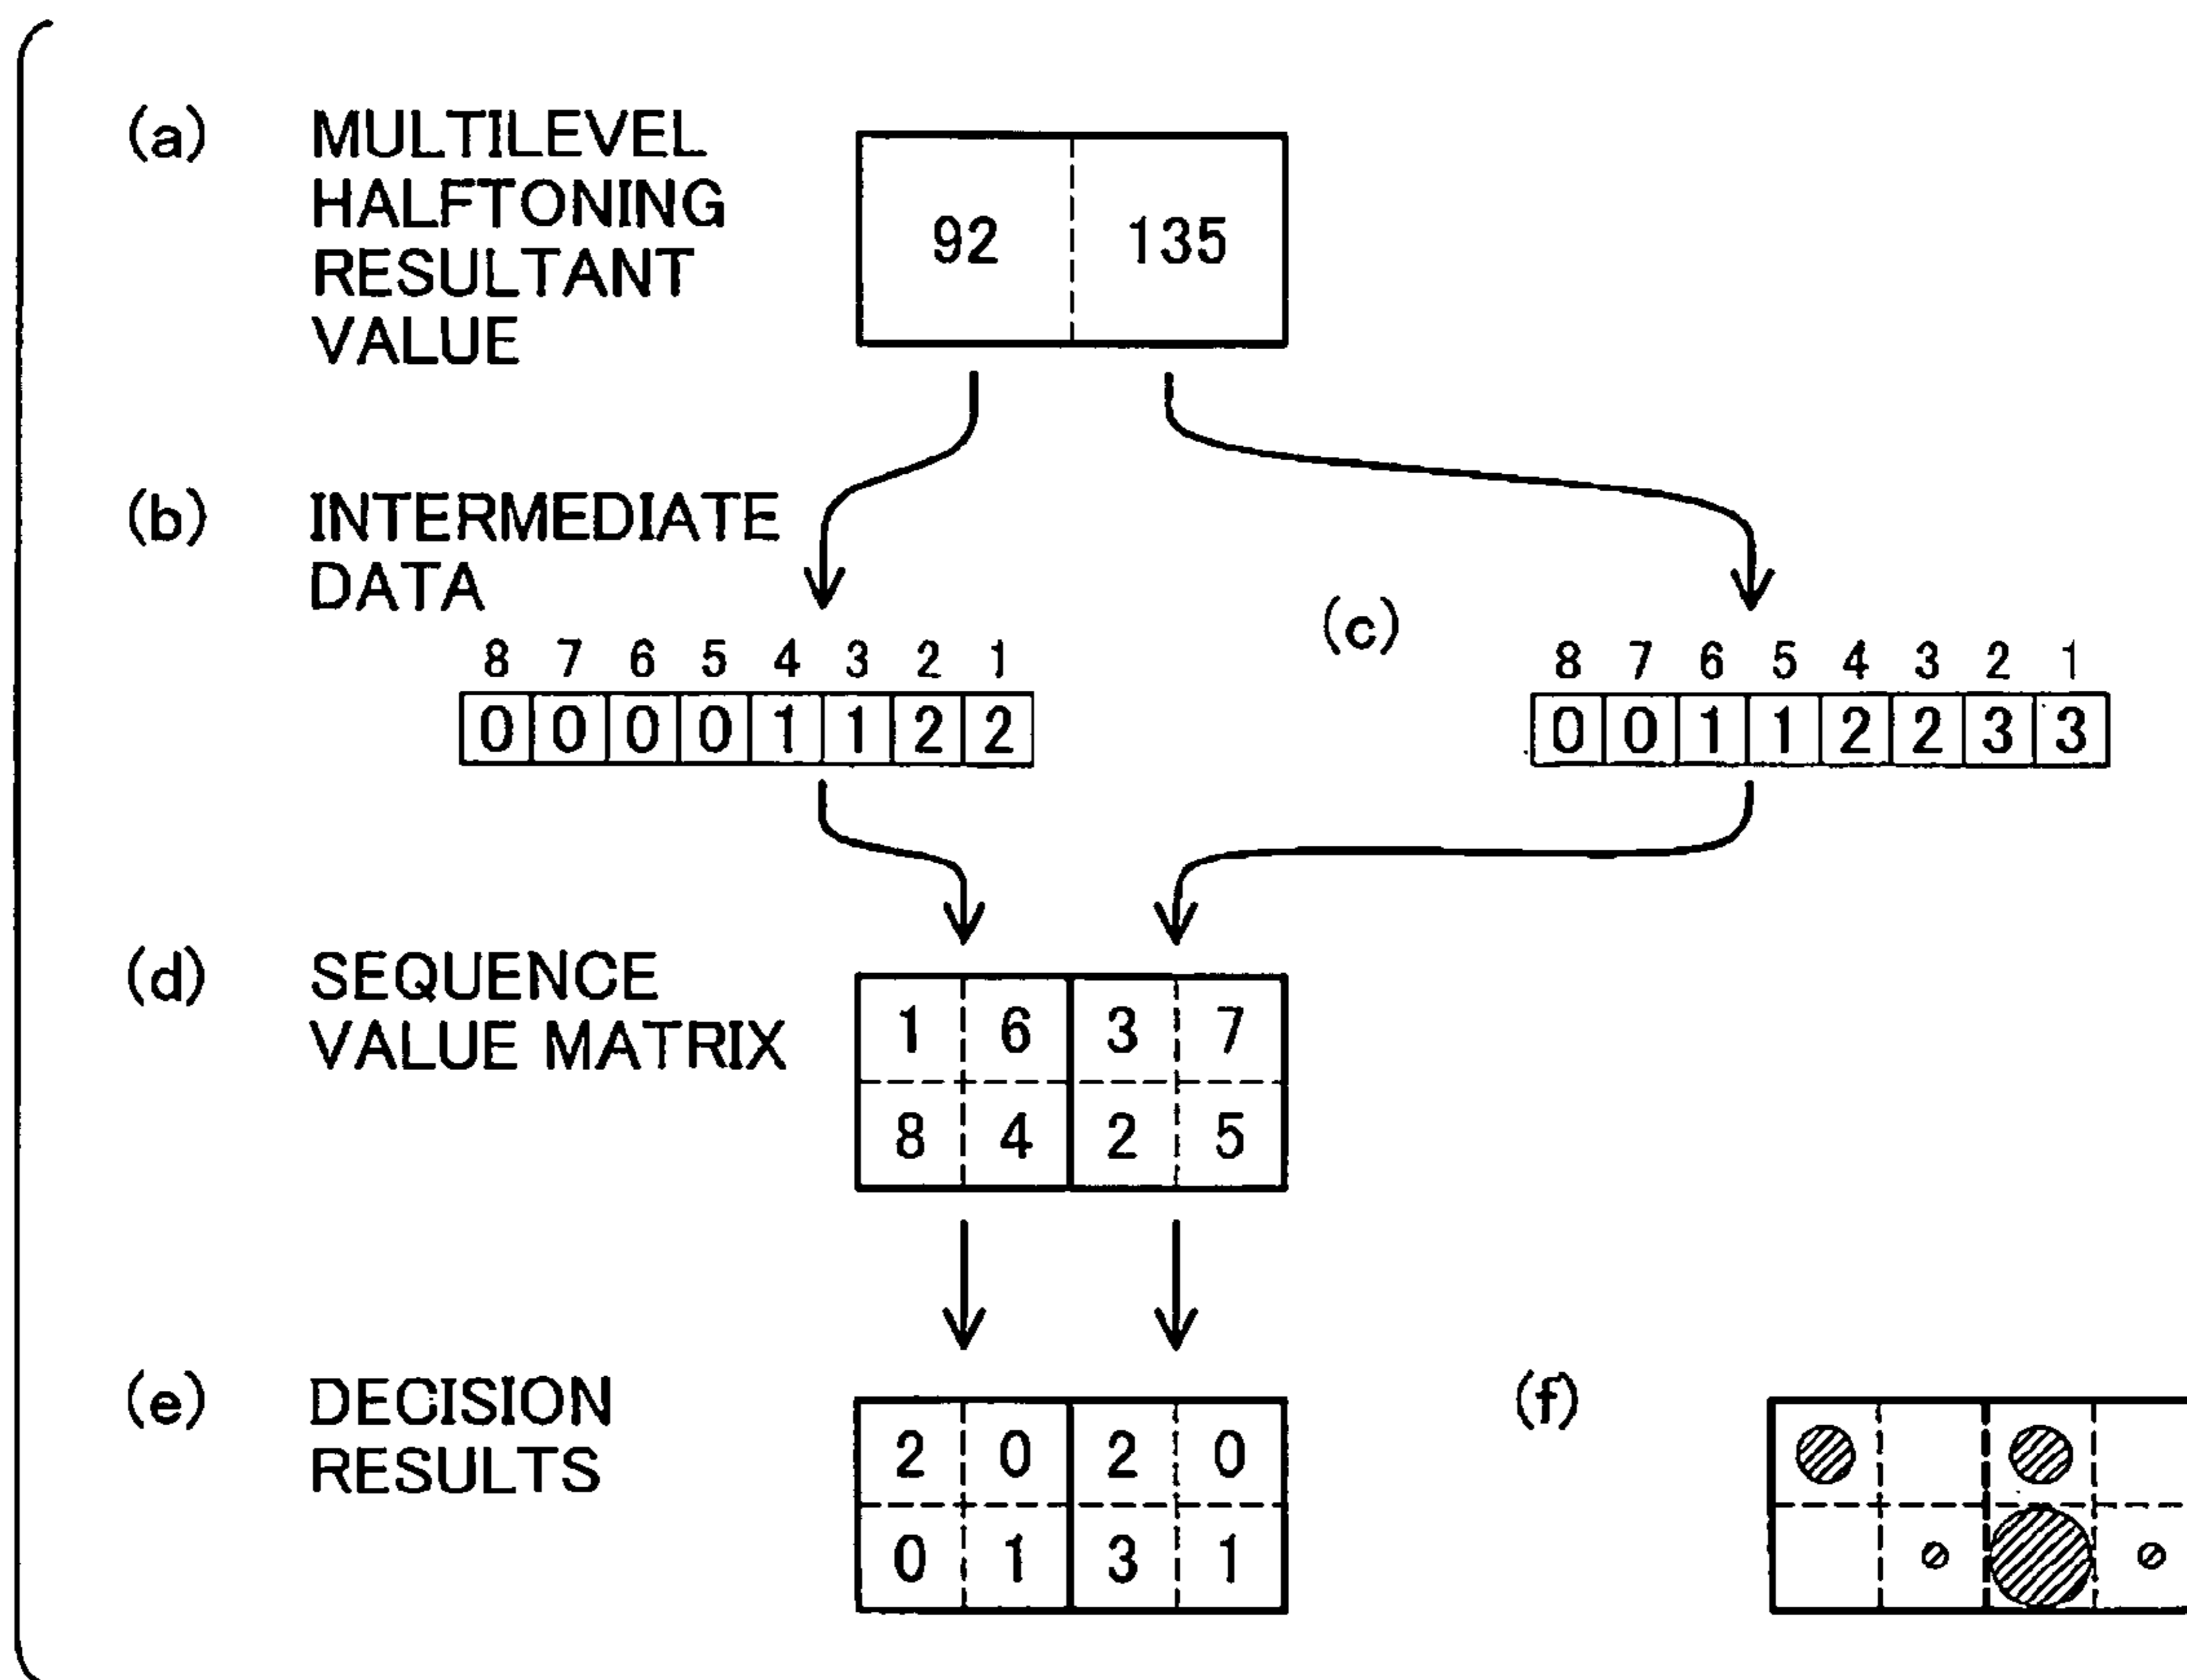 (a) MULTILEVEL
HALFTONING
RESULTANT
VALUE
92 135
(b) INTERMEDIATE
DATA
8 7 6 5 4 3 2 1
0 0 0 0 1 1 2 2
(c)
8 7 6 5 4 3 2 1
0 0 1 1 2 2 3 3
(d) SEQUENCE
VALUE MATRIX
1 6 3 7
8 4 2 5
(e) DECISION
RESULTS
2 0 2 0
0 1 3 1
(f)